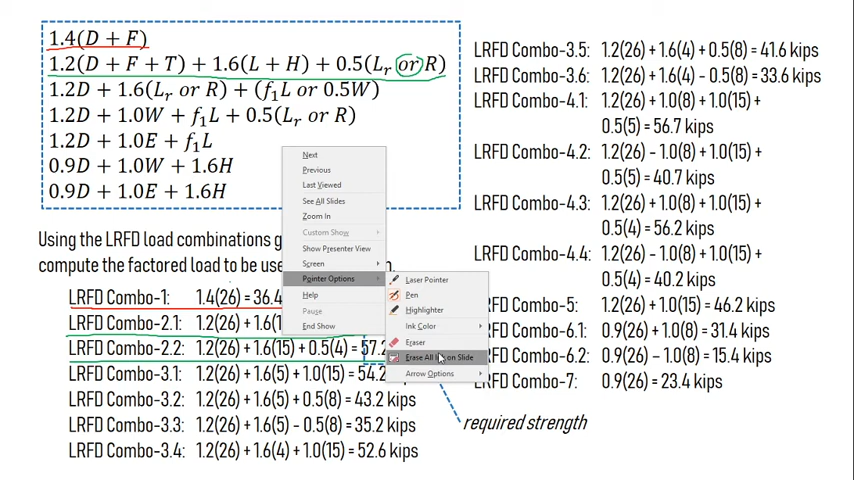 1.4(D + F)
1.2(D + F + T) + 1.6(L + H) + 0.5(Lr or R)
1.2D + 1.6(Lr or R) + (f1L or 0.5W)
1.2D + 1.0W + f1L + 0.5(Lr or R)
1.2D + 1.0E + f1L
0.9D + 1.0W + 1.6H
0.9D + 1.0E + 1.6H
Using the LRFD load combinations
compute the factored load to be use
LRFD Combo-1: 1.4(26) = 36.4
LRFD Combo-2.1: 1.2(26) + 1.6(1
LRFD Combo-2.2: 1.2(26) + 1.6(15) + 0.5(4) = 57.2
LRFD Combo-3.1: 1.2(26) + 1.6(5) + 1.0(15) = 54.2
LRFD Combo-3.2: 1.2(26) + 1.6(5) + 0.5(8) = 43.2 kips
LRFD Combo-3.3: 1.2(26) + 1.6(5) - 0.5(8) = 35.2 kips
LRFD Combo-3.4: 1.2(26) + 1.6(4) + 1.0(15) = 52.6 kips
Next
Previous
Last Viewed
See All Slides
Zoom In
Custom Show
Show Presenter View
Screen
Pointer Options
Help
Pause
End Show
Laser Pointer
Pen
Highlighter
Ink Color
Eraser
Erase All Ink on Slide
Arrow Options
LRFD Combo-3.5: 1.2(26) + 1.6(4) + 0.5(8) = 41.6 kips
LRFD Combo-3.6: 1.2(26) + 1.6(4) - 0.5(8) = 33.6 kips
LRFD Combo-4.1: 1.2(26) + 1.0(8) + 1.0(15) +
0.5(5) = 56.7 kips
LRFD Combo-4.2: 1.2(26) - 1.0(8) + 1.0(15) +
0.5(5) = 40.7 kips
LRFD Combo-4.3: 1.2(26) + 1.0(8) + 1.0(15) +
0.5(4) = 56.2 kips
LRFD Combo-4.4: 1.2(26) - 1.0(8) + 1.0(15) +
0.5(4) = 40.2 kips
Combo-5: 1.2(26) + 1.0(15) = 46.2 kips
Combo-6.1: 0.9(26) + 1.0(8) = 31.4 kips
Combo-6.2: 0.9(26) - 1.0(8) = 15.4 kips
Combo-7: 0.9(26) = 23.4 kips
required strength